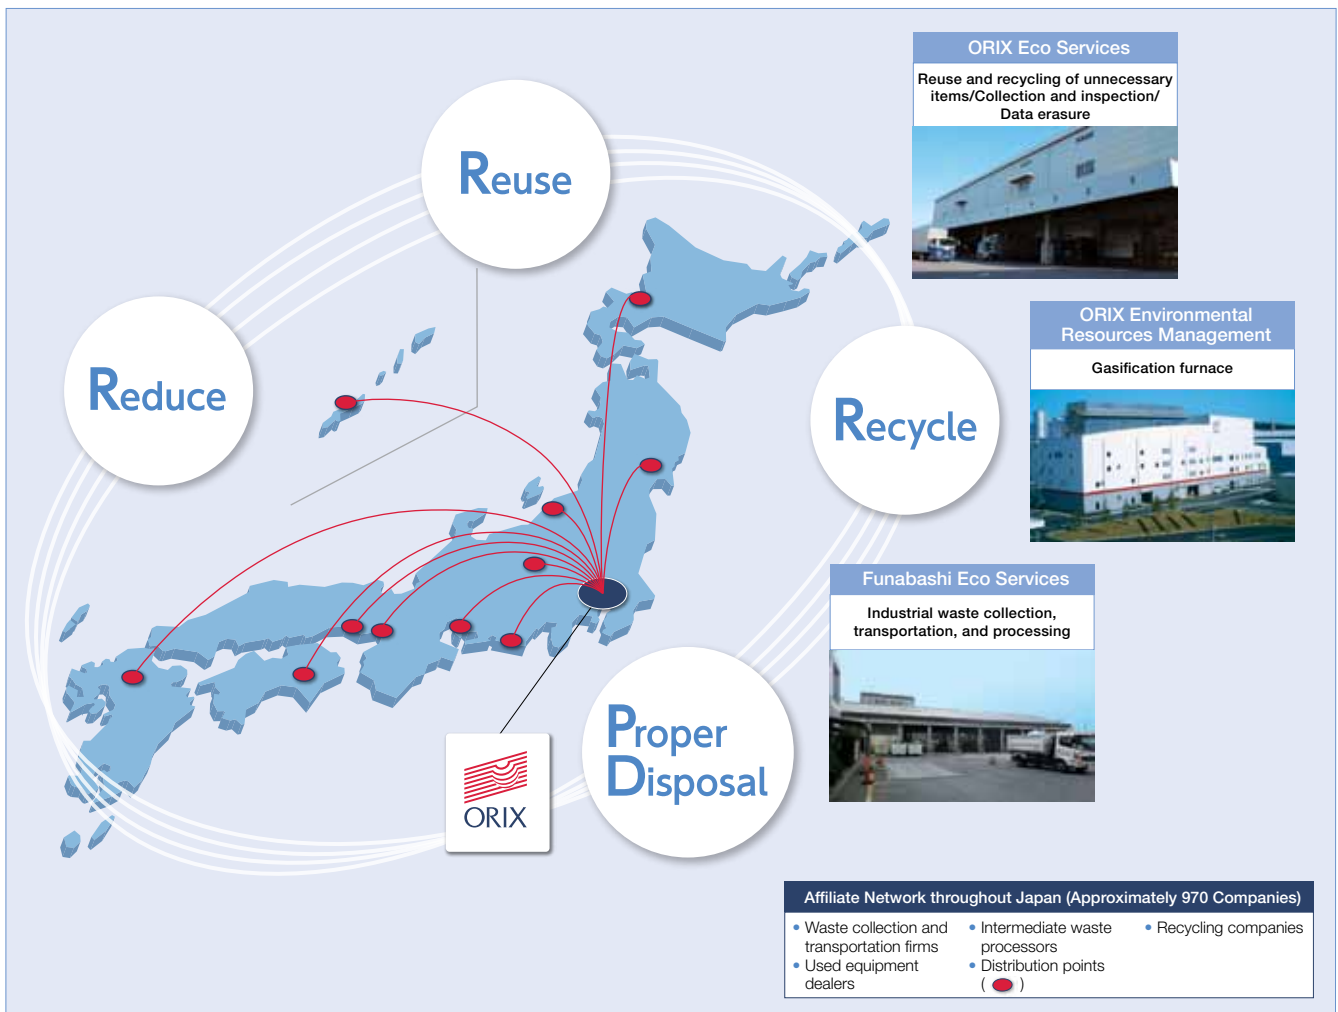 Reuse
Reduce
Recycle
Proper
Disposal
ORIX
ORIX Eco Services
Reuse and recycling of unnecessary
items/Collection and inspection/
Data erasure
ORIX Environmental
Resources Management
Gasification furnace
Funabashi Eco Services
Industrial waste collection,
transportation, and processing
Affiliate Network throughout Japan (Approximately 970 Companies)
• Waste collection and
transportation firms
• Used equipment
dealers
• Intermediate waste
processors
• Distribution points
( )
• Recycling companies